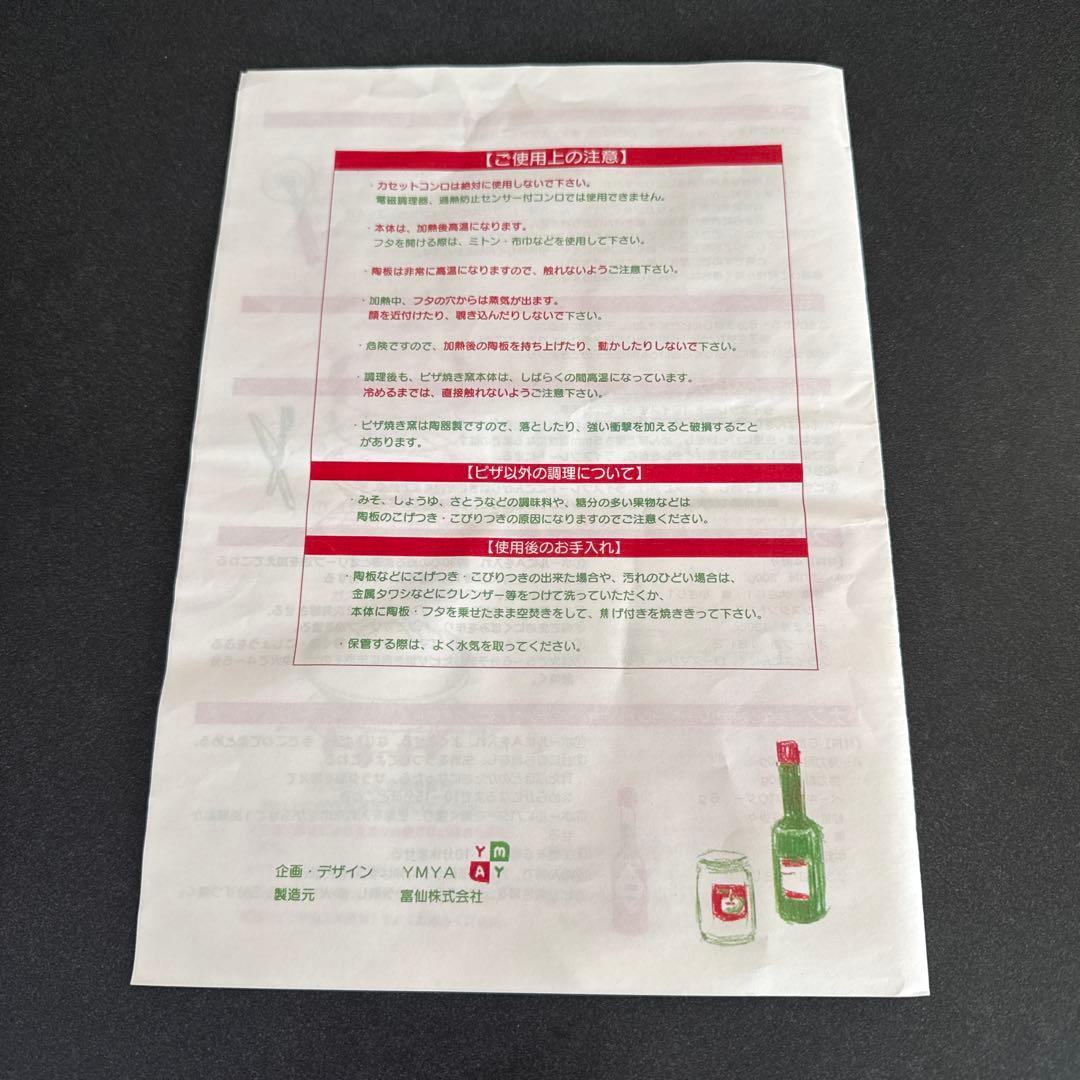 【ご使用上の注意】
・カセットコンロは絶対に使用しないで下さい。
電磁調理器、過熱防止センサー付コンロでは使用できません。
・本体は、加熱後高温になります。
フタを開ける際は、ミトン・布巾などを使用して下さい。
・陶板は非常に高温になりますので、触れないようご注意下さい。
・加熱中、フタの穴からは蒸気が出ます。
顔を近付けたり、覗き込んだりしないで下さい。
・危険ですので、加熱後の陶板を持ち上げたり、動かしたりしないで下さい。
・調理後も、ピザ焼き窯本体は、しばらくの間高温になっています。
冷めるまでは、直接触れないようご注意下さい。
・ピザ焼き窯は陶器製ですので、落としたり、強い衝撃を加えると破損すること
があります。
【ピザ以外の調理について】
・みそ、しょうゆ、さとうなどの調味料や、糖分の多い果物などは
陶板のこげつき・こびりつきの原因になりますのでご注意ください。
【使用後のお手入れ】
・陶板などにこげつき・こびりつきの出来た場合や、汚れのひどい場合は、
金属タワシなどにクレンザー等をつけて洗っていただくか、
本体に陶板・フタを乗せたまま空焚きをして、焦げ付きを焼ききって下さい。
・保管する際は、よく水気を取ってください。
企画・デザイン YMYA YMAY
製造元 富仙株式会社